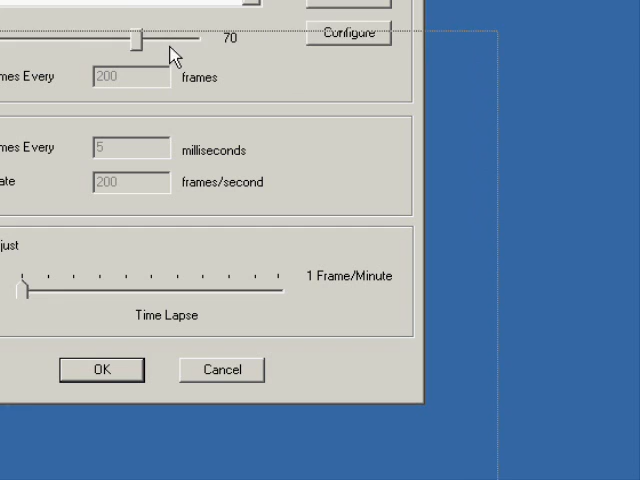 70
Configure
mes Every 200 frames
mes Every 5 milliseconds
ate 200 frames/second
just
1 Frame/Minute
Time Lapse
OK Cancel